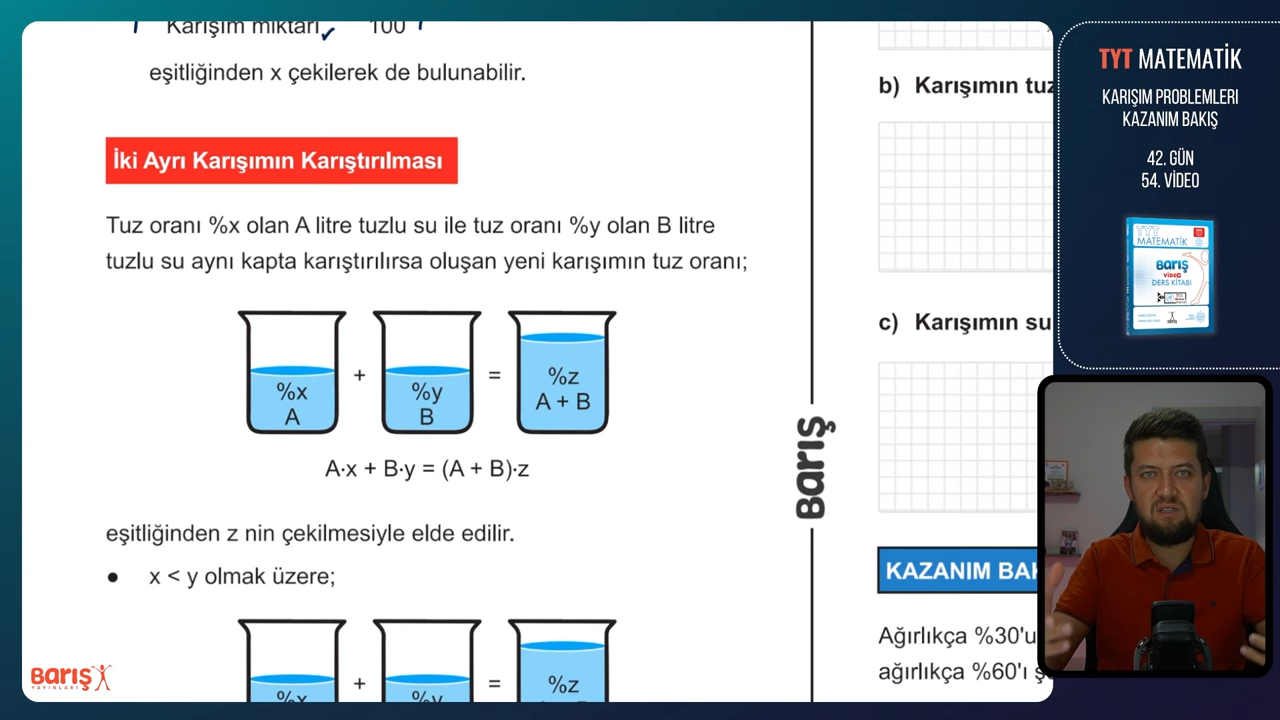 Karışım miktarı 100
eşitliğinden x çekilerek de bulunabilir.
İki Ayrı Karışımın Karıştırılması
Tuz oranı %x olan A litre tuzlu su ile tuz oranı %y olan B litre
tuzlu su aynı kapta karıştırılırsa oluşan yeni karışımın tuz oranı;
%x
A
+
%y
B
=
%z
A + B
A·x + B·y = (A + B)·z
eşitliğinden z nin çekilmesiyle elde edilir.
● x < y olmak üzere;
%x
+
%y
=
%z
Barış
YAYINLARI
Barış
b) Karışımın tuz
c) Karışımın su
KAZANIM BAK
Ağırlıkça %30'u
ağırlıkça %60'ı ş
TYT MATEMATİK
KARIŞIM PROBLEMLERI
KAZANIM BAKIŞ
42. GÜN
54. VİDEO
TYT
MATEMATİK
Barış
VİDEO
DERS KİTABI